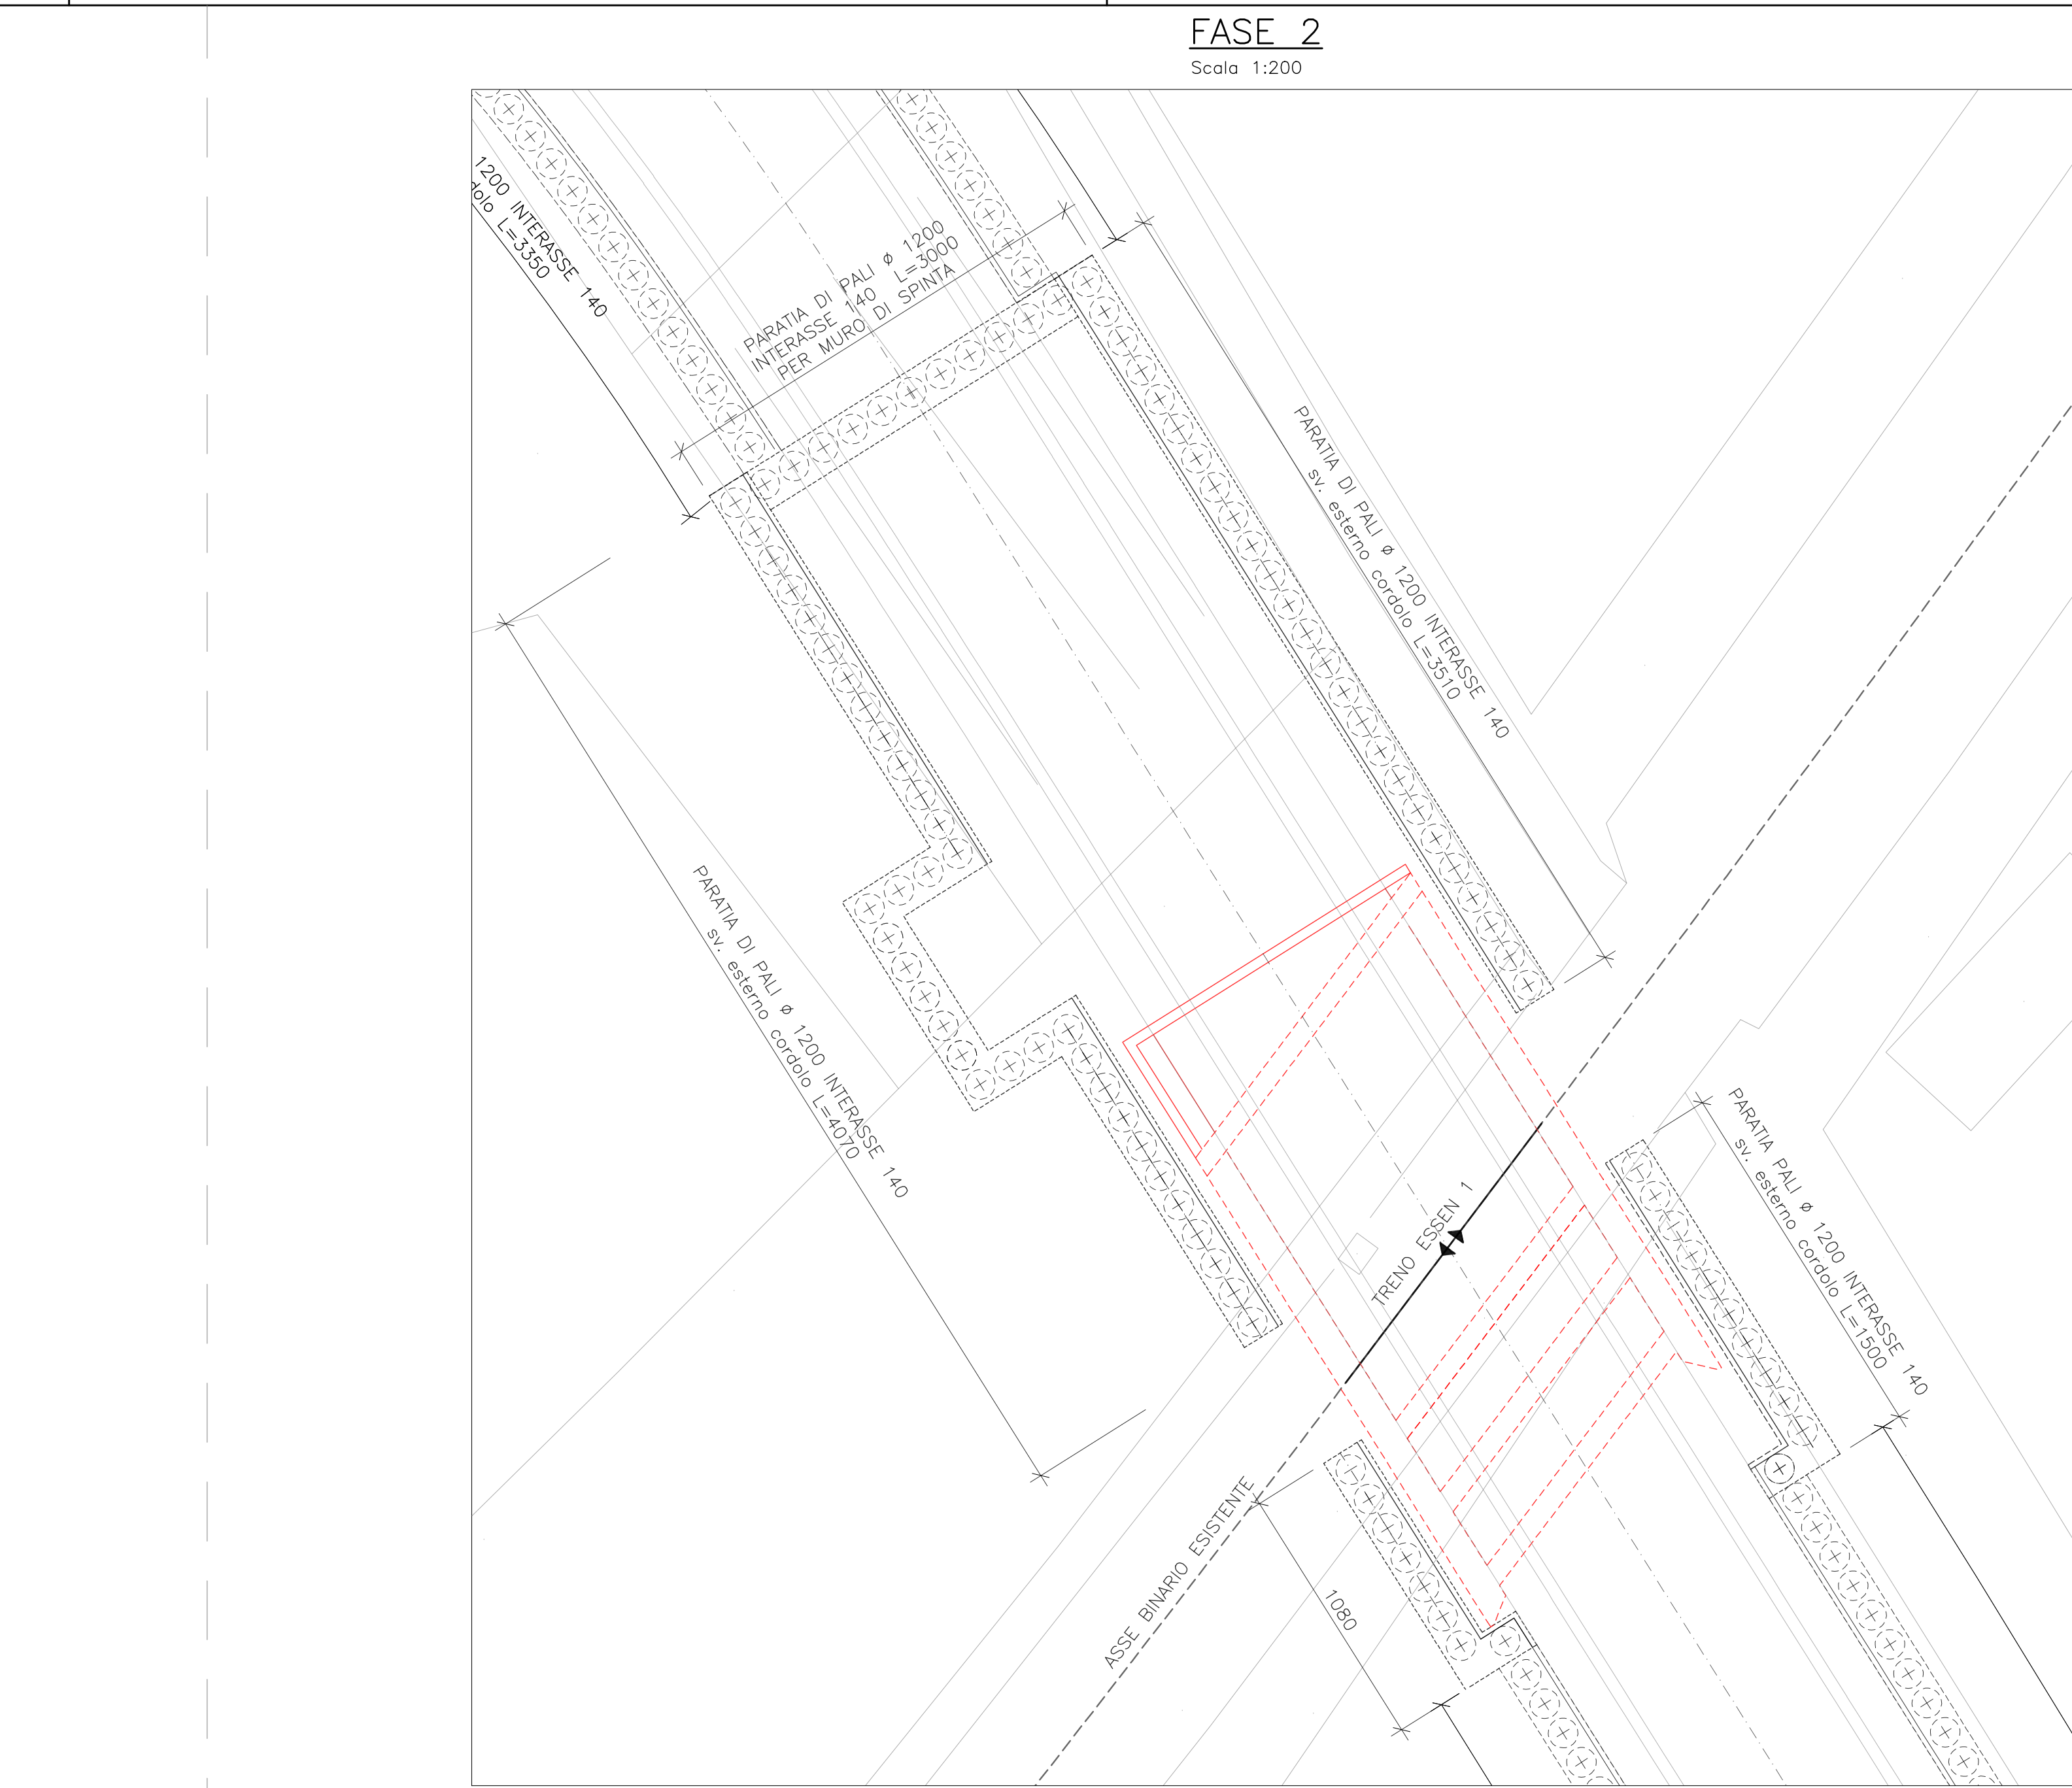 FASE 2
Scala 1:200
1200 INTERASSE 140
dolo L=3350
PARATIA DI PALI ø 1200
INTERASSE 140 L=3000
PER MURO DI SPINTA
PARATIA DI PALI ø 1200 INTERASSE 140
sv. esterno cordolo L=3510
PARATIA DI PALI ø 1200 INTERASSE 140
sv. esterno cordolo L=4070
TRENO ESSEN 1
PARATIA PALI ø 1200 INTERASSE 140
sv. esterno cordolo L=1500
ASSE BINARIO ESISTENTE
1080